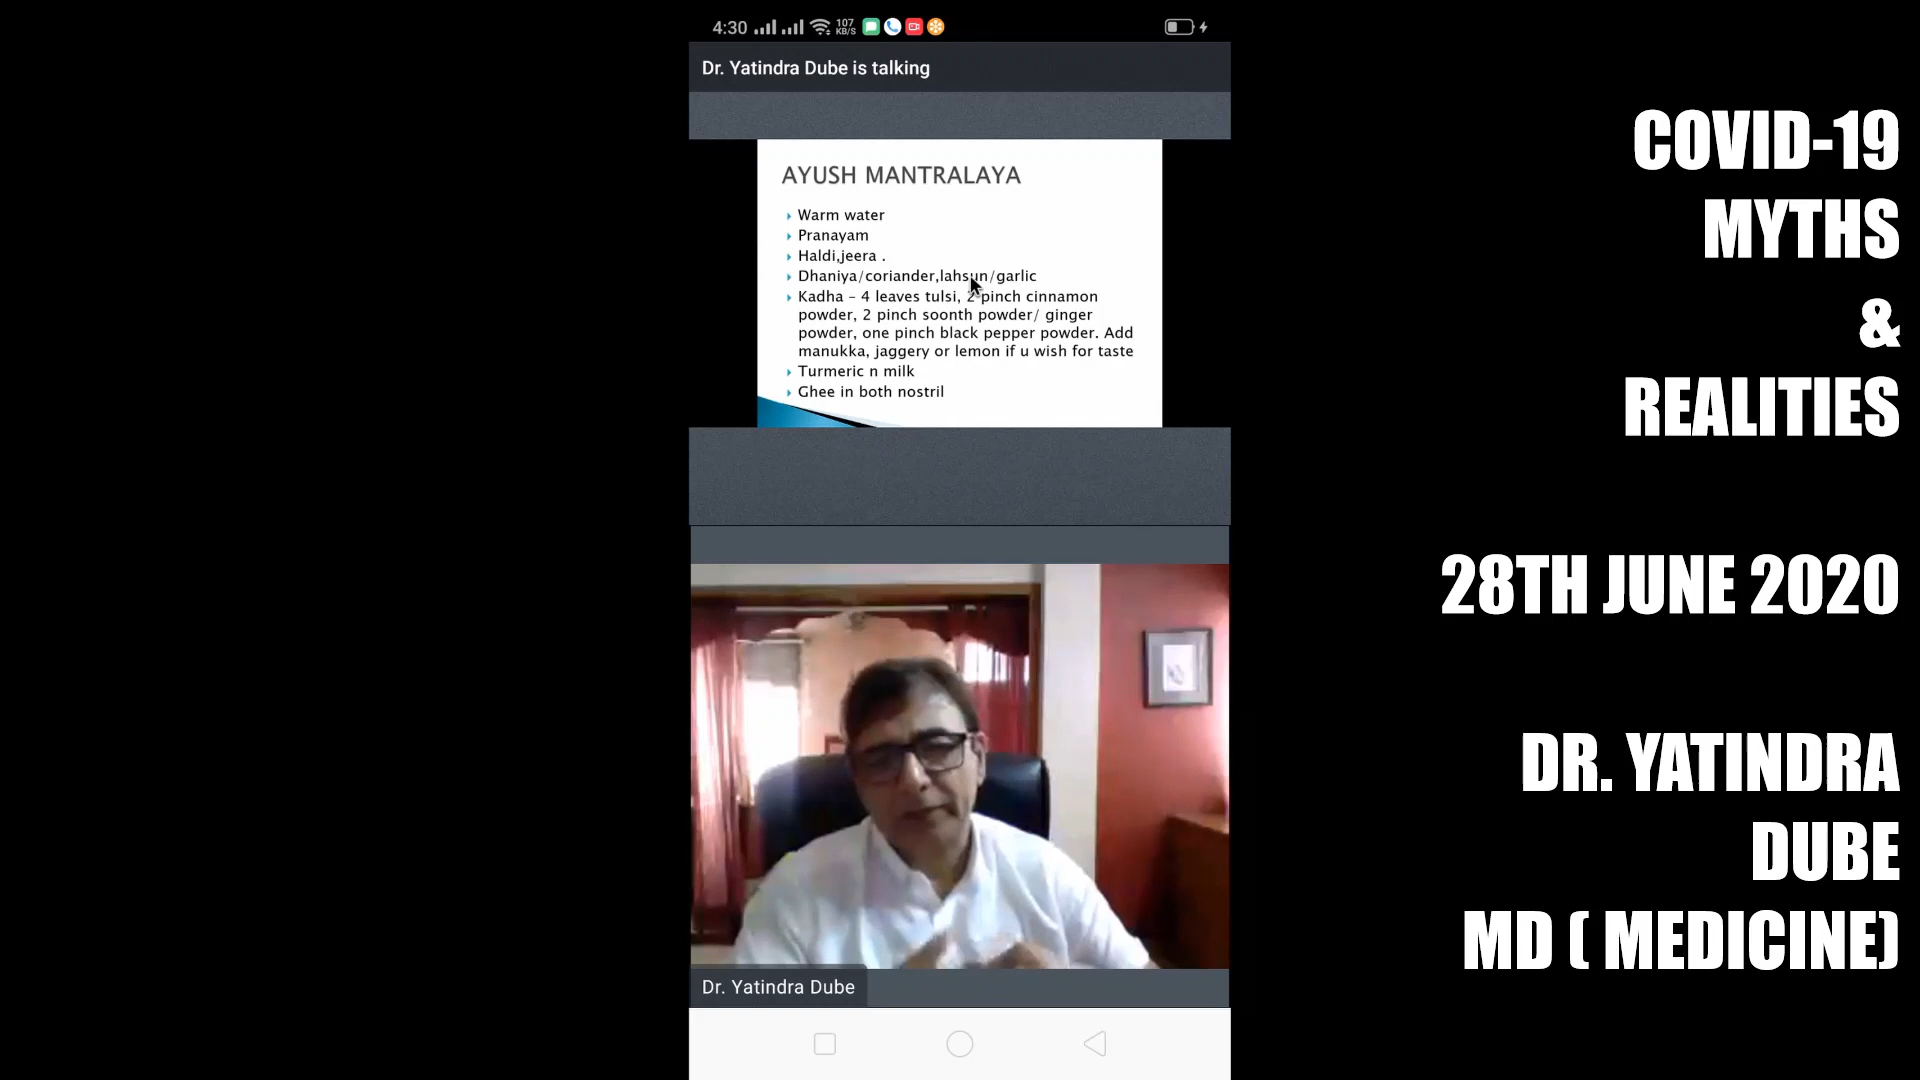 4:30
107
KB/S
Dr. Yatindra Dube is talking
AYUSH MANTRALAYA
Warm water
Pranayam
Haldi,jeera .
Dhaniya/coriander,lahsun/garlic
Kadha – 4 leaves tulsi, 2 pinch cinnamon
powder, 2 pinch soonth powder/ ginger
powder, one pinch black pepper powder. Add
manukka, jaggery or lemon if u wish for taste
Turmeric n milk
Ghee in both nostril
Dr. Yatindra Dube
COVID-19
MYTHS
&
REALITIES
28TH JUNE 2020
DR. YATINDRA
DUBE
MD ( MEDICINE)